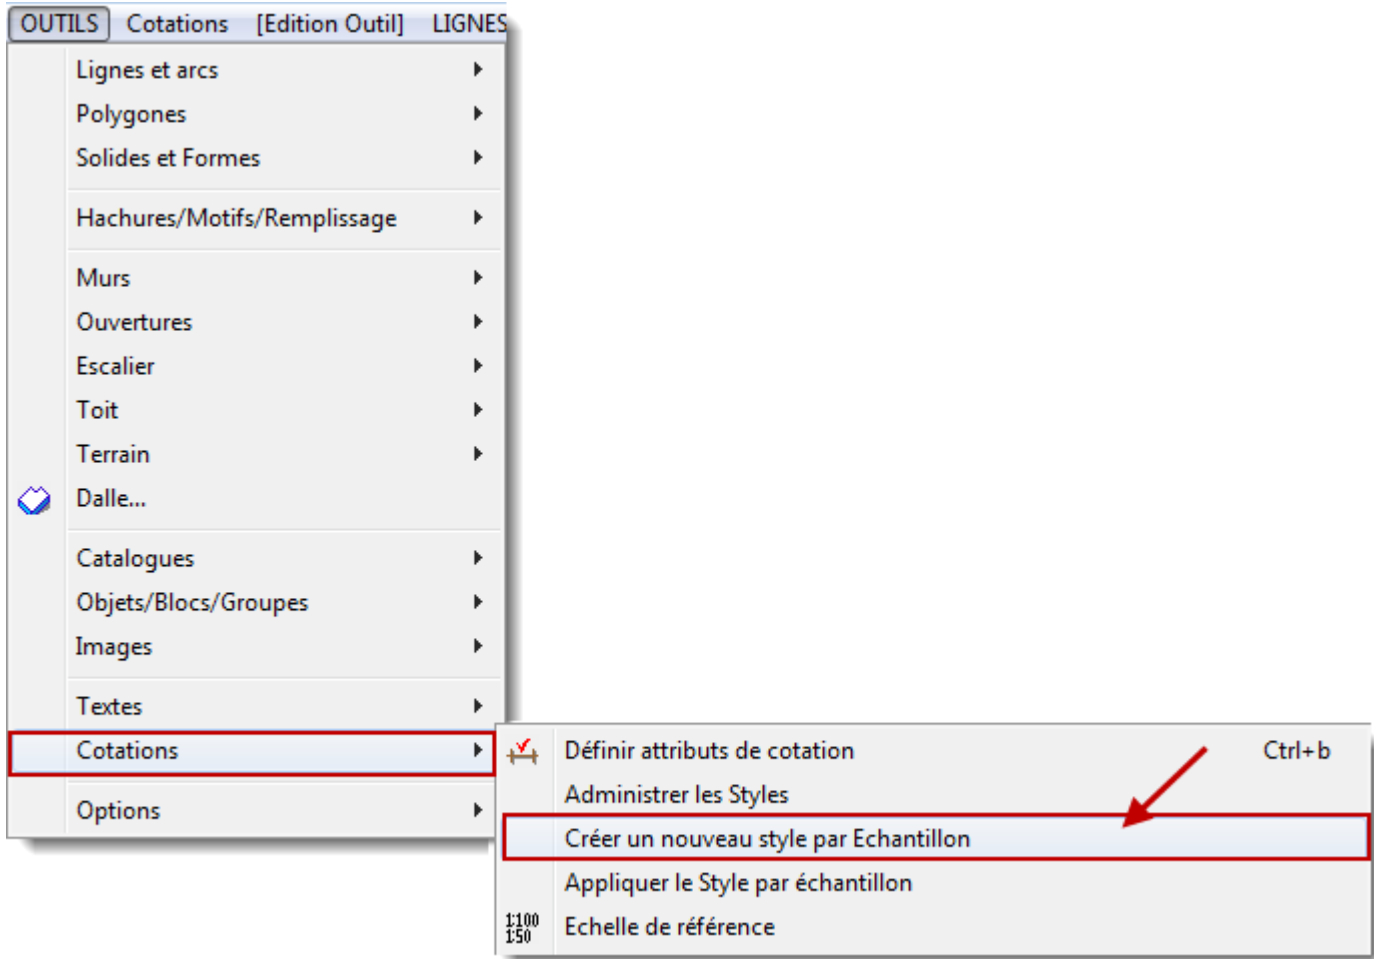 OUTILS Cotations [Edition Outil] LIGNES
Lignes et arcs
Polygones
Solides et Formes
Hachures/Motifs/Remplissage
Murs
Ouvertures
Escalier
Toit
Terrain
Dalle...
Catalogues
Objets/Blocs/Groupes
Images
Textes
Cotations
Options
Définir attributs de cotation Ctrl+b
Administrer les Styles
Créer un nouveau style par Echantillon
Appliquer le Style par échantillon
1:100
1:50
Echelle de référence